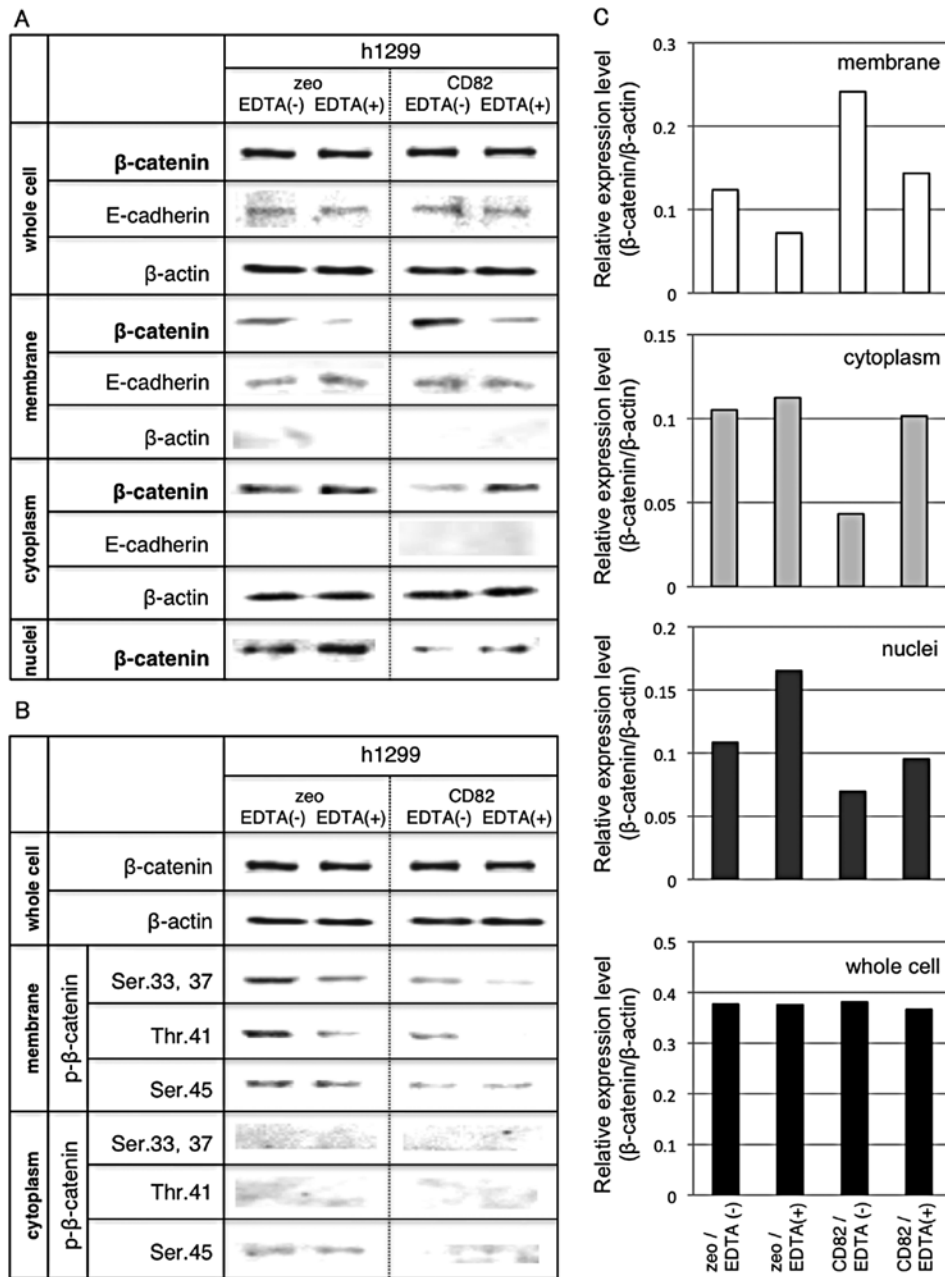 A
h1299
zeo CD82
EDTA(-) EDTA(+) EDTA(-) EDTA(+)
whole cell
β-catenin
E-cadherin
β-actin
membrane
β-catenin
E-cadherin
β-actin
cytoplasm
β-catenin
E-cadherin
β-actin
nuclei
β-catenin
B
h1299
zeo CD82
EDTA(-) EDTA(+) EDTA(-) EDTA(+)
whole cell
β-catenin
β-actin
membrane
p-β-catenin
Ser.33, 37
Thr.41
Ser.45
cytoplasm
p-β-catenin
Ser.33, 37
Thr.41
Ser.45
C
Relative expression level
(β-catenin/β-actin)
0.3
0.2
0.1
0
membrane
Relative expression level
(β-catenin/β-actin)
0.15
0.1
0.05
0
cytoplasm
Relative expression level
(β-catenin/β-actin)
0.2
0.15
0.1
0.05
0
nuclei
Relative expression level
(β-catenin/β-actin)
0.5
0.4
0.3
0.2
0.1
0
whole cell
zeo /
EDTA (-)
zeo /
EDTA(+)
CD82 /
EDTA (-)
CD82 /
EDTA(+)